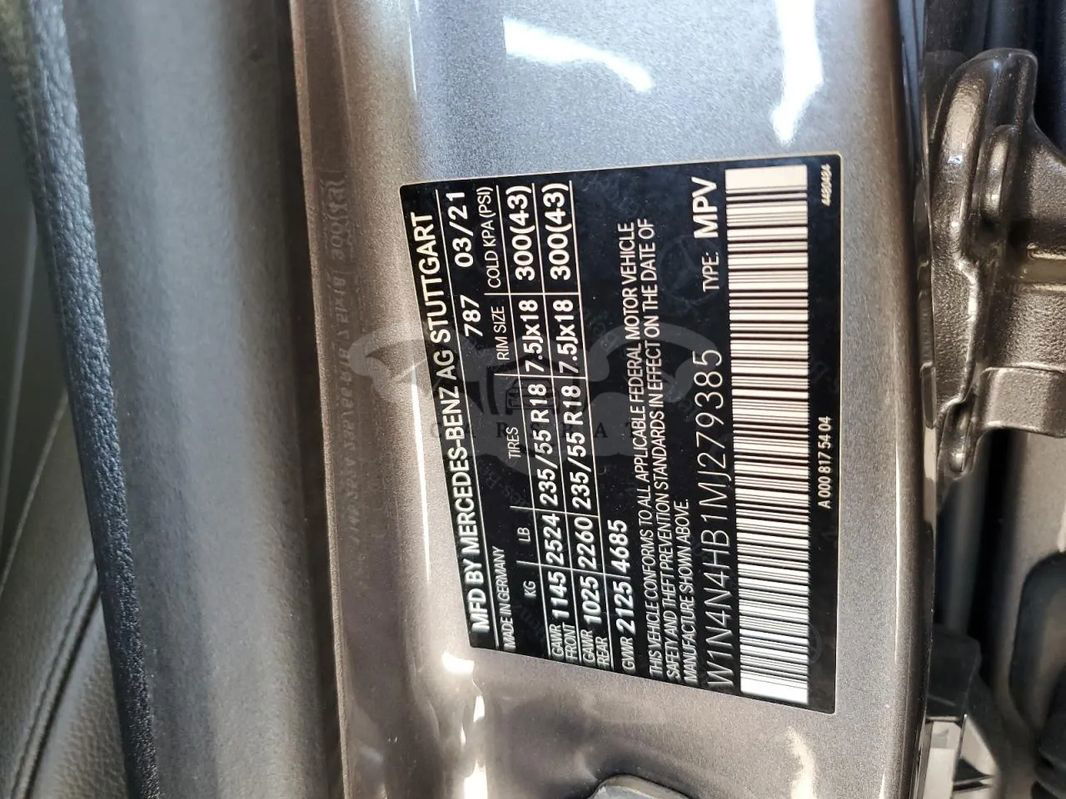 MFD BY MERCEDES-BENZ AG STUTTGART
MADE IN GERMANY 787 03/21
KG LB TIRES RIM SIZE COLD KPA (PSI)
GAWR FRONT 1145 2524 235/55 R18 7.5Jx18 300(43)
GAWR REAR 1025 2260 235/55 R18 7.5Jx18 300(43)
GVWR 2125 4685
THIS VEHICLE CONFORMS TO ALL APPLICABLE FEDERAL MOTOR VEHICLE
SAFETY AND THEFT PREVENTION STANDARDS IN EFFECT ON THE DATE OF
MANUFACTURE SHOWN ABOVE.
W1N4N4HB1MJ279385 TYPE: MPV
A 000 817 54 04